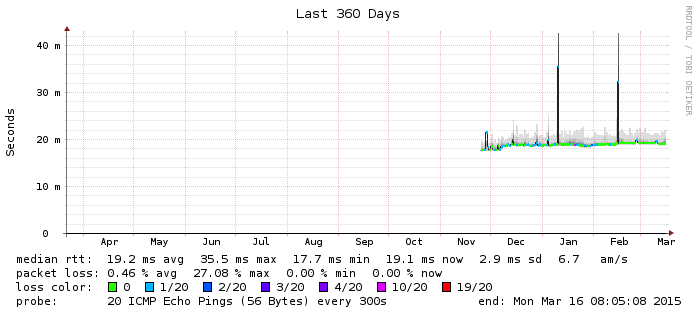 Last 360 Days
RRDTOOL / TOBI OETIKER
Seconds
40 m
30 m
20 m
10 m
0
Apr May Jun Jul Aug Sep Oct Nov Dec Jan Feb Mar
median rtt: 19.2 ms avg 35.5 ms max 17.7 ms min 19.1 ms now 2.9 ms sd 6.7 am/s
packet loss: 0.46 % avg 27.08 % max 0.00 % min 0.00 % now
loss color: 0 1/20 2/20 3/20 4/20 10/20 19/20
probe: 20 ICMP Echo Pings (56 Bytes) every 300s end: Mon Mar 16 08:05:08 2015